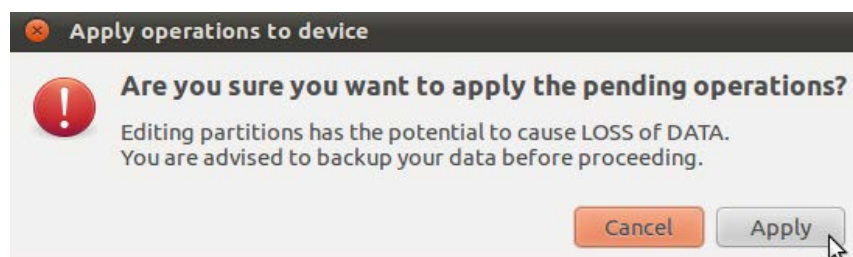 Apply operations to device
Are you sure you want to apply the pending operations?
Editing partitions has the potential to cause LOSS of DATA.
You are advised to backup your data before proceeding.
Cancel Apply